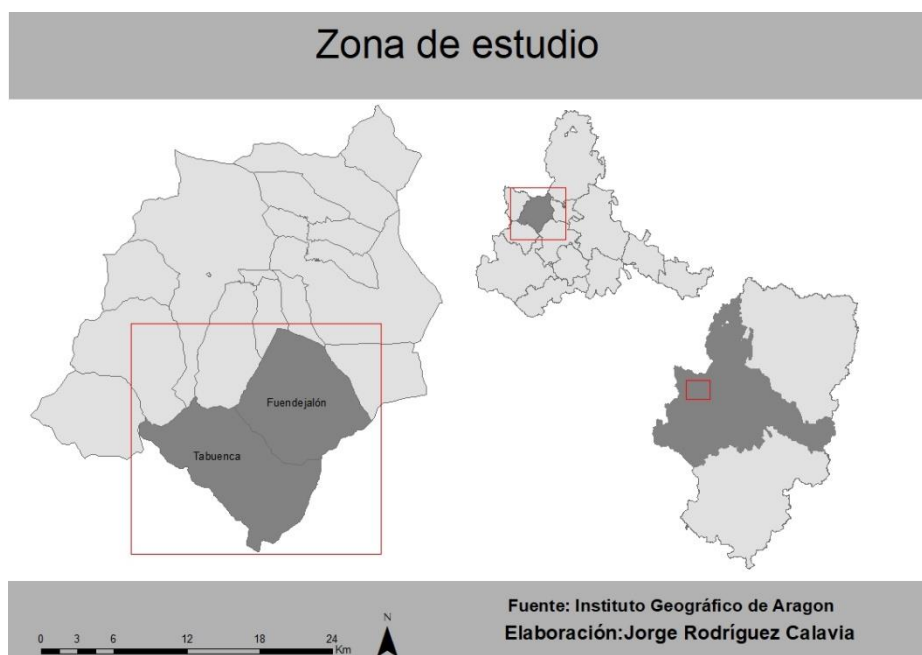 Zona de estudio
Fuendejalón
Tabuenca
N
0 3 6 12 18 24
Km
Fuente: Instituto Geográfico de Aragon
Elaboración:Jorge Rodríguez Calavia